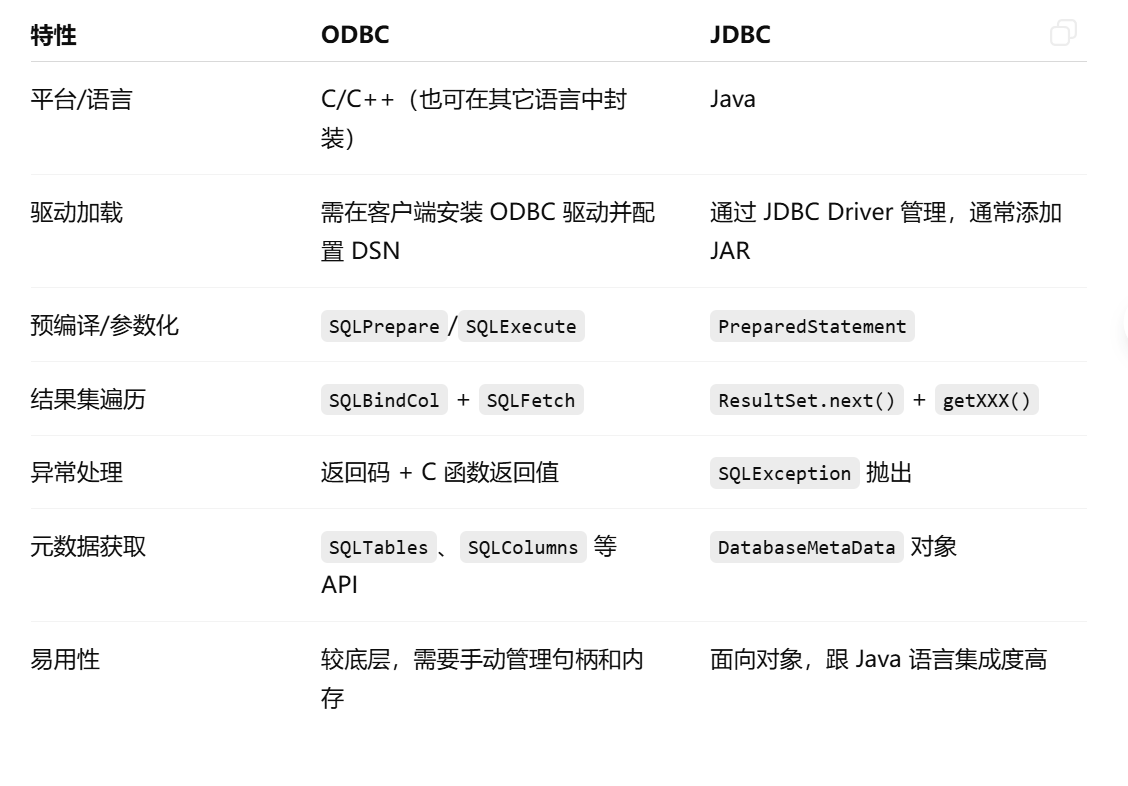 特性 ODBC JDBC
平台/语言 C/C++（也可在其它语言中封 Java
装）
驱动加载 需在客户端安装 ODBC 驱动并配 通过 JDBC Driver 管理，通常添加
置 DSN JAR
预编译/参数化 SQLPrepare/SQLExecute PreparedStatement
结果集遍历 SQLBindCol + SQLFetch ResultSet.next() + getXXX()
异常处理 返回码 + C 函数返回值 SQLException 抛出
元数据获取 SQLTables、SQLColumns 等 DatabaseMetaData 对象
API
易用性 较底层，需要手动管理句柄和内 面向对象，跟 Java 语言集成度高
存